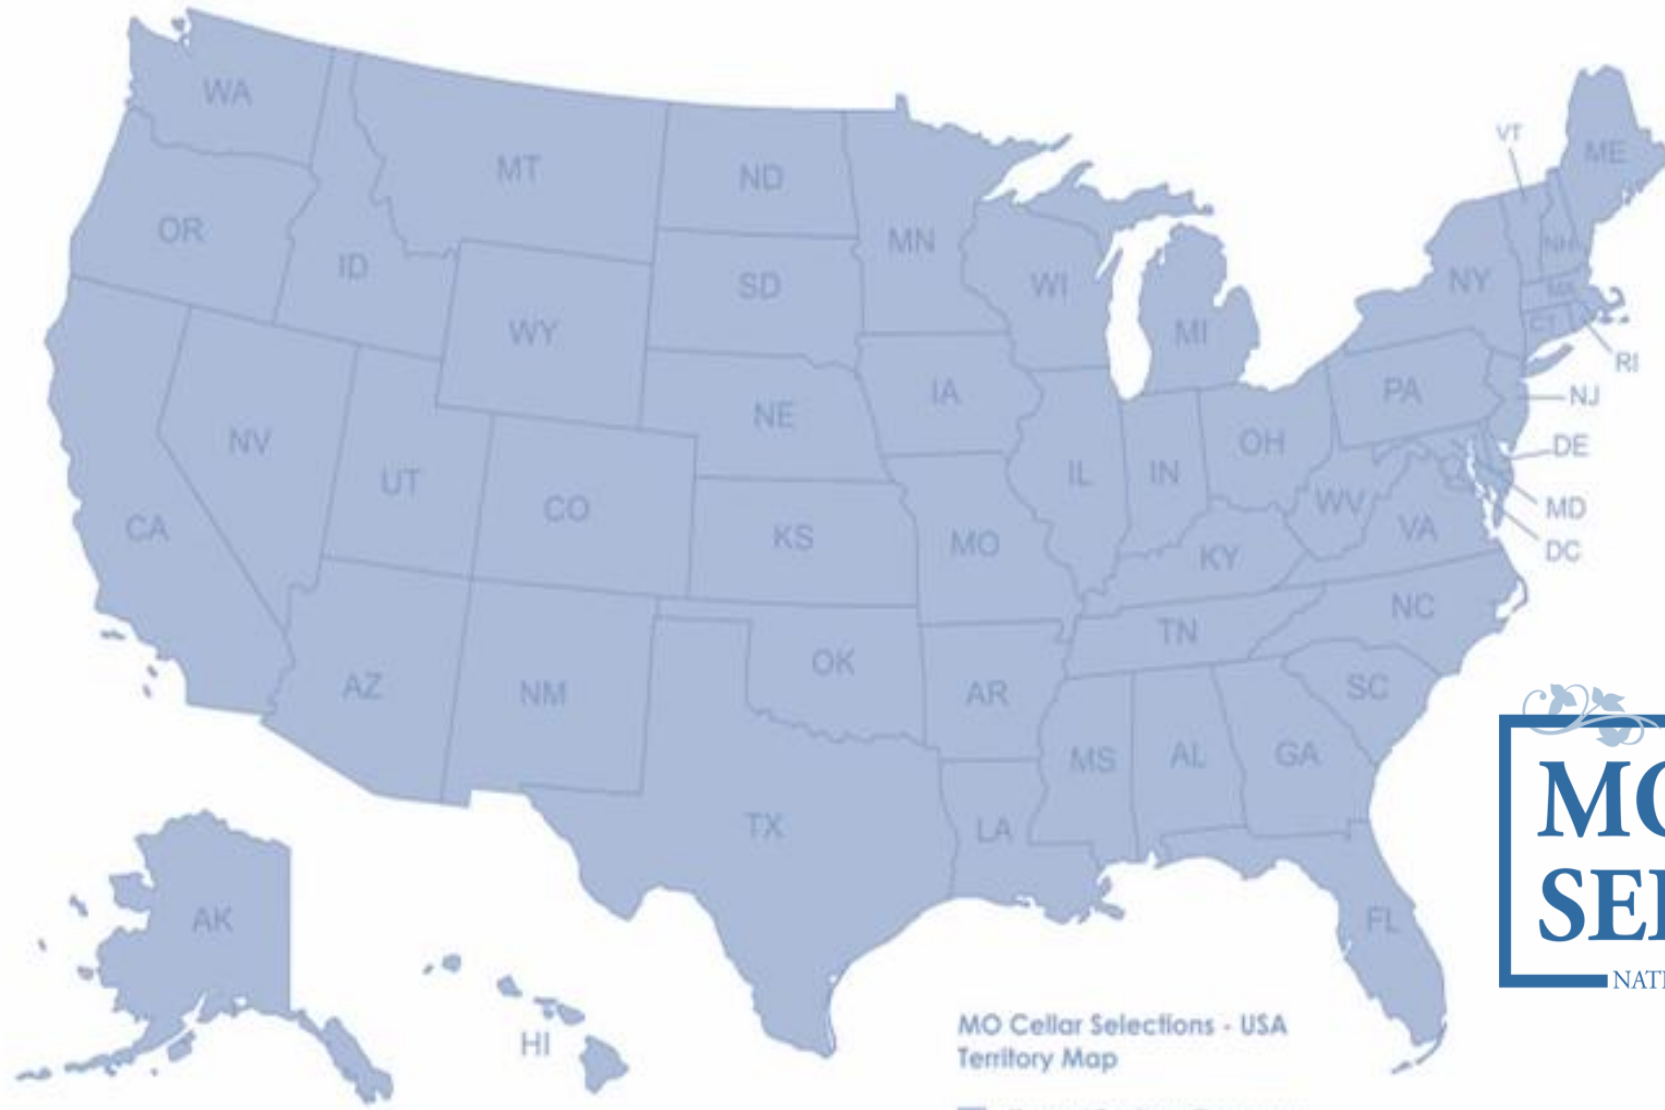 WA
MT
ND
MN
OR
ID
SD
WI
MI
WY
IA
NE
NV
UT
CO
IL
IN
OH
CA
KS
MO
KY
WV
VA
PA
NY
VT
ME
NH
MA
CT
RI
NJ
DE
MD
DC
NC
TN
SC
OK
AR
AZ
NM
MS
AL
GA
TX
LA
FL
AK
HI
MO Cellar Selections - USA
Territory Map